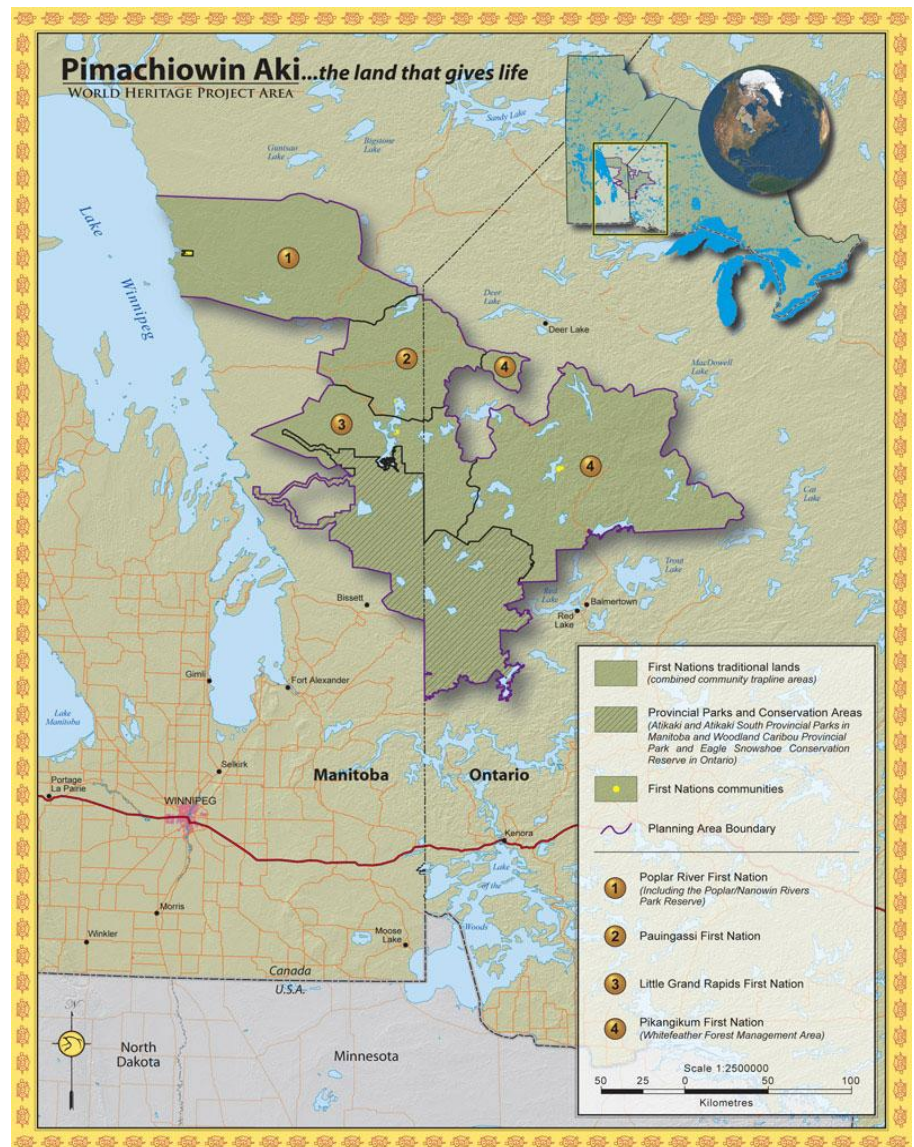 Pimachiowin Aki...the land that gives life
WORLD HERITAGE PROJECT AREA
Sandy Lake
Bigstone
Lake
Gunisao
Lake
Lake
Winnipeg
1
Deer
Lake
Deer Lake
2
4
MacDowell
Lake
3
4
Cat
Lake
Trout
Lake
Bissett
Red
Lake
Balmertown
Red
Lake
Gimli
Fort Alexander
Lake
Manitoba
Selkirk
Manitoba
Ontario
Portage
La Pairie
WINNIPEG
Kenora
Lake
of the
Woods
Morris
Winkler
Moose
Lake
Canada
U.S.A.
North
Dakota
Minnesota
First Nations traditional lands
(combined community trapline areas)
Provincial Parks and Conservation Areas
(Atikaki and Atikaki South Provincial Parks in
Manitoba and Woodland Caribou Provincial
Park and Eagle Snowshoe Conservation
Reserve in Ontario)
First Nations communities
Planning Area Boundary
1
Poplar River First Nation
(Including the Poplar/Nanowin Rivers
Park Reserve)
2
Pauingassi First Nation
3
Little Grand Rapids First Nation
4
Pikangikum First Nation
(Whitefeather Forest Management Area)
Scale 1:2500000
50 25 0 50 100
Kilometres